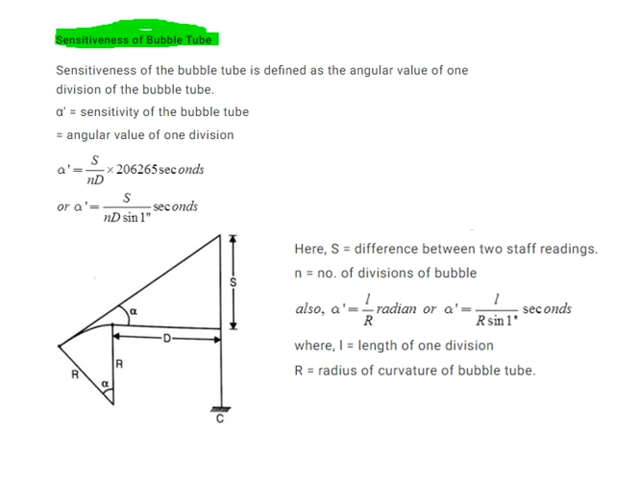 Sensitiveness of Bubble Tube
Sensitiveness of the bubble tube is defined as the angular value of one
division of the bubble tube.
α' = sensitivity of the bubble tube
= angular value of one division
α'= S/nD × 206265 seconds
or α'= S/nD sin 1" seconds
α
S
D
R
R
α
C
Here, S = difference between two staff readings.
n = no. of divisions of bubble
also, α'= l/R radian or α'= l/R sin 1" seconds
where, l = length of one division
R = radius of curvature of bubble tube.